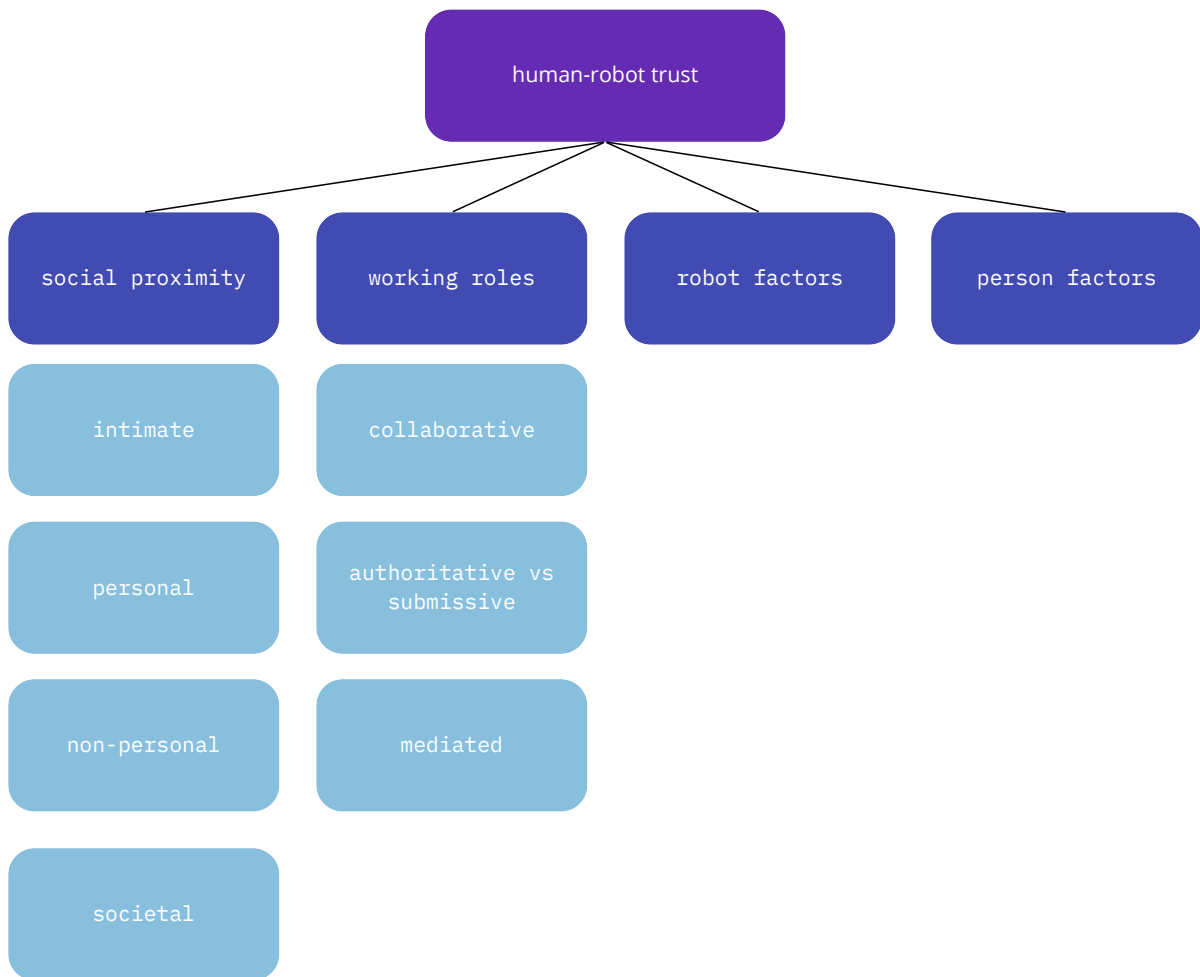 human-robot trust
social proximity
working roles
robot factors
person factors
intimate
collaborative
personal
authoritative vs
submissive
non-personal
mediated
societal